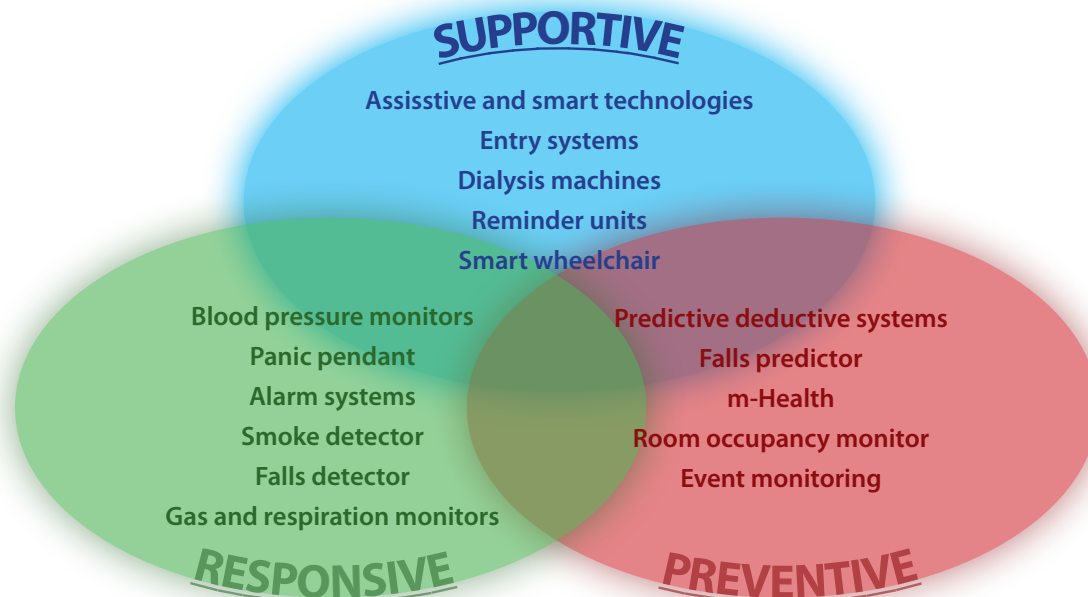 SUPPORTIVE
Assisstive and smart technologies
Entry systems
Dialysis machines
Reminder units
Smart wheelchair
Blood pressure monitors
Panic pendant
Alarm systems
Smoke detector
Falls detector
Gas and respiration monitors
RESPONSIVE
Predictive deductive systems
Falls predictor
m-Health
Room occupancy monitor
Event monitoring
PREVENTIVE